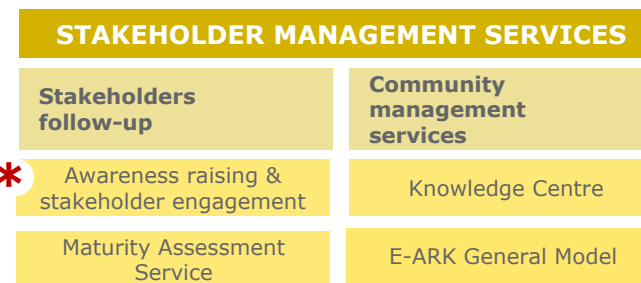 STAKEHOLDER MANAGEMENT SERVICES
Stakeholders
follow-up
Community
management
services
*
Awareness raising &
stakeholder engagement
Knowledge Centre
Maturity Assessment
Service
E-ARK General Model